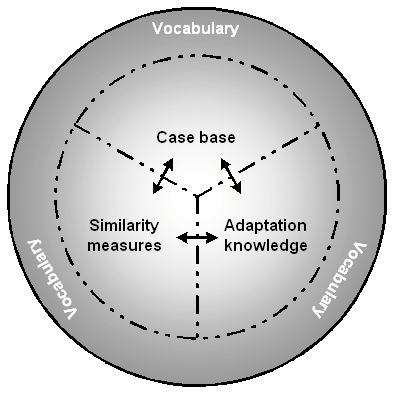 Vocabulary
Case base
Similarity
measures
Adaptation
knowledge
Vocabulary
Vocabulary